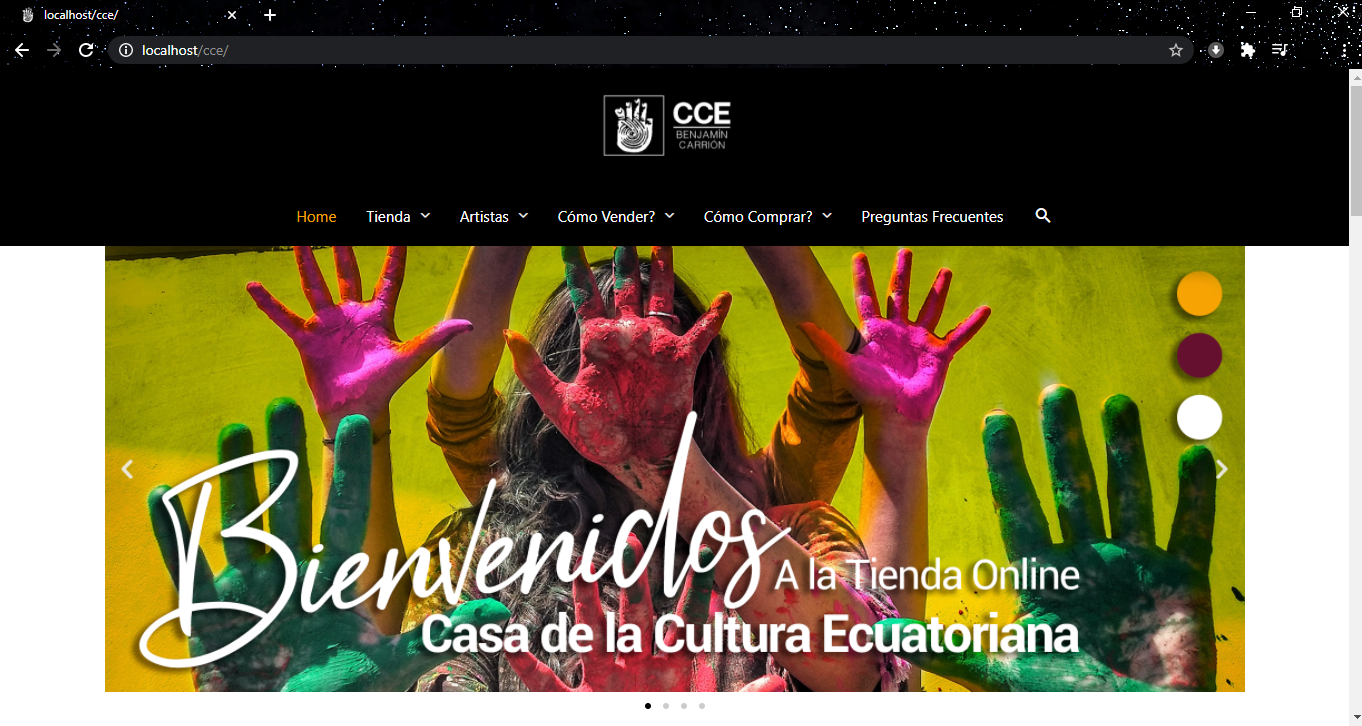 localhost/cce/
localhost/cce/
CCE
BENJAMÍN
CARRIÓN
Home Tienda Artistas Cómo Vender? Cómo Comprar? Preguntas Frecuentes
Bienvenidos A la Tienda Online
Casa de la Cultura Ecuatoriana